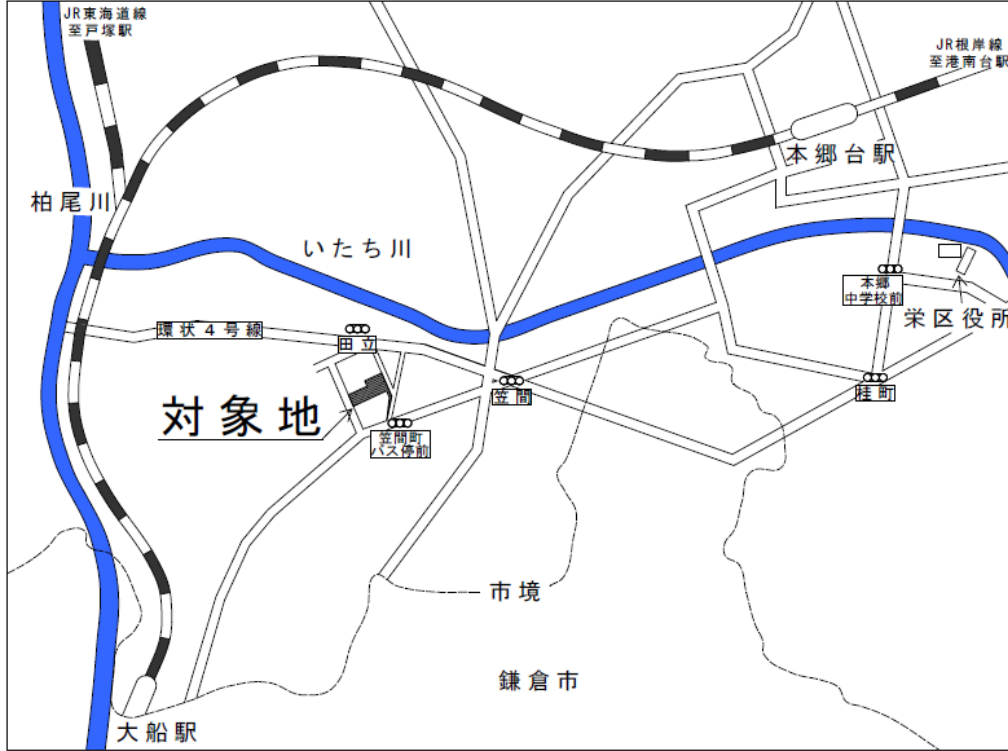 JR東海道線
至戸塚駅
JR根岸線
至港南台駅
本郷台駅
柏尾川
いたち川
本郷
中学校前
栄区役所
環状4号線
田立
笠間
桂町
対象地
笠間町
バス停前
市境
鎌倉市
大船駅